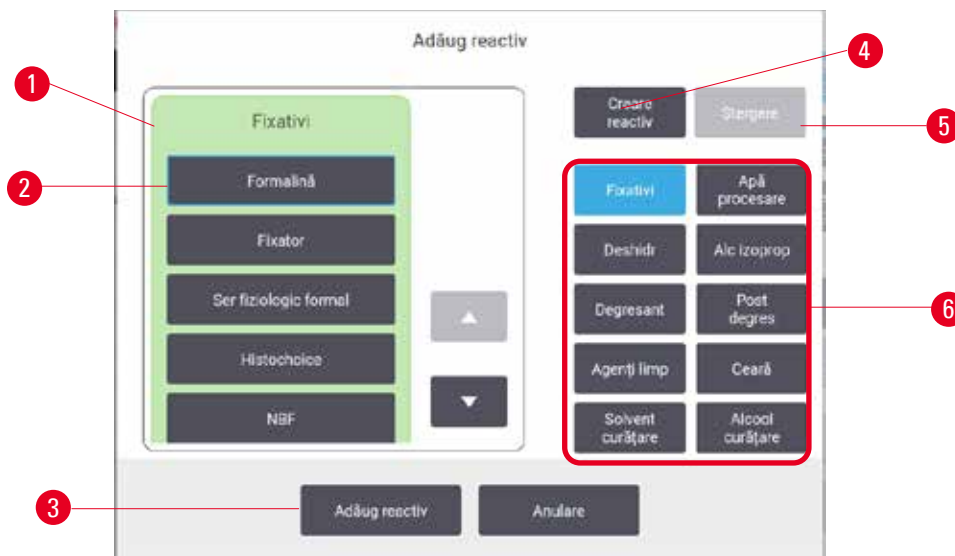 Adăug reactiv
1
2
3
4
5
6
Fixativi
Formalină
Fixator
Ser fiziologic formal
Histochoice
NBF
Creare
reactiv
Ștergere
Fixativi
Apă
procesare
Deshidr
Alc izoprop
Degresant
Post
degres
Agenți limp
Ceară
Solvent
curățare
Alcool
curățare
Adăug reactiv
Anulare